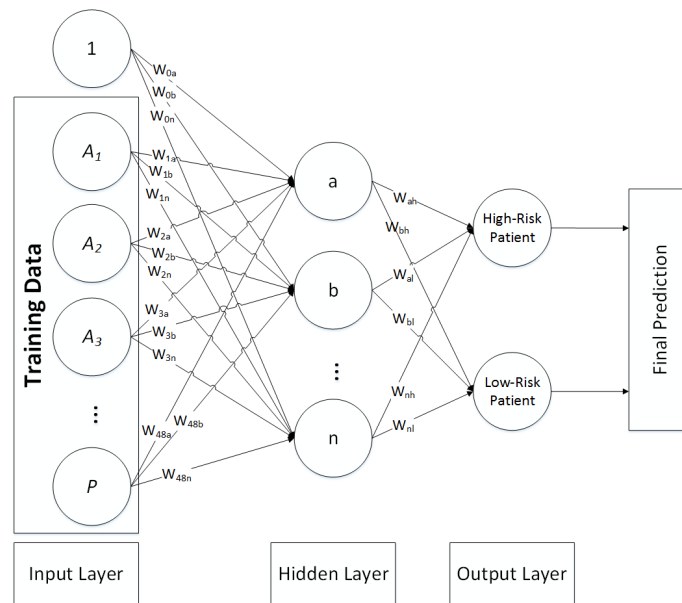 1
W0a
W0b
W0n
Training Data
A1
W1a
W1b
W1n
A2
W2a
W2b
W2n
A3
W3a
W3b
W3n
...
P
W48a
W48b
W48n
a
b
...
n
Wah
Wbh
Wal
Wbl
Wnh
Wnl
High-Risk
Patient
Low-Risk
Patient
Final Prediction
Input Layer
Hidden Layer
Output Layer